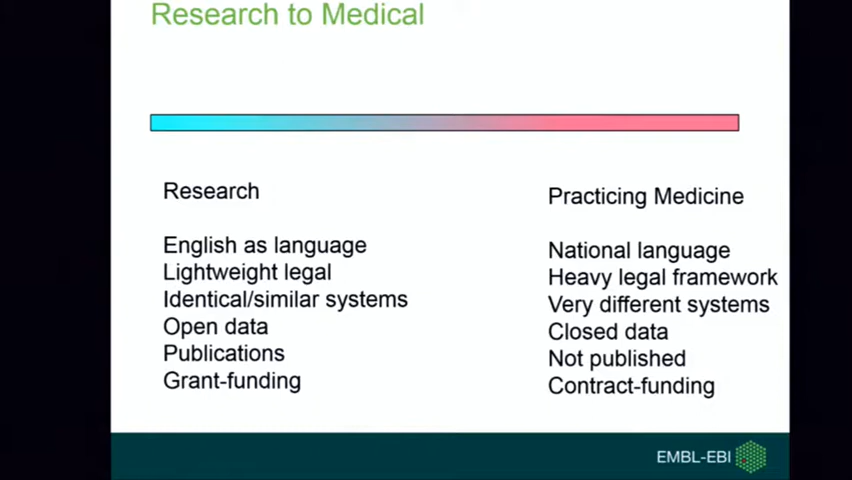 Research to Medical
Research
English as language
Lightweight legal
Identical/similar systems
Open data
Publications
Grant-funding
Practicing Medicine
National language
Heavy legal framework
Very different systems
Closed data
Not published
Contract-funding
EMBL-EBI